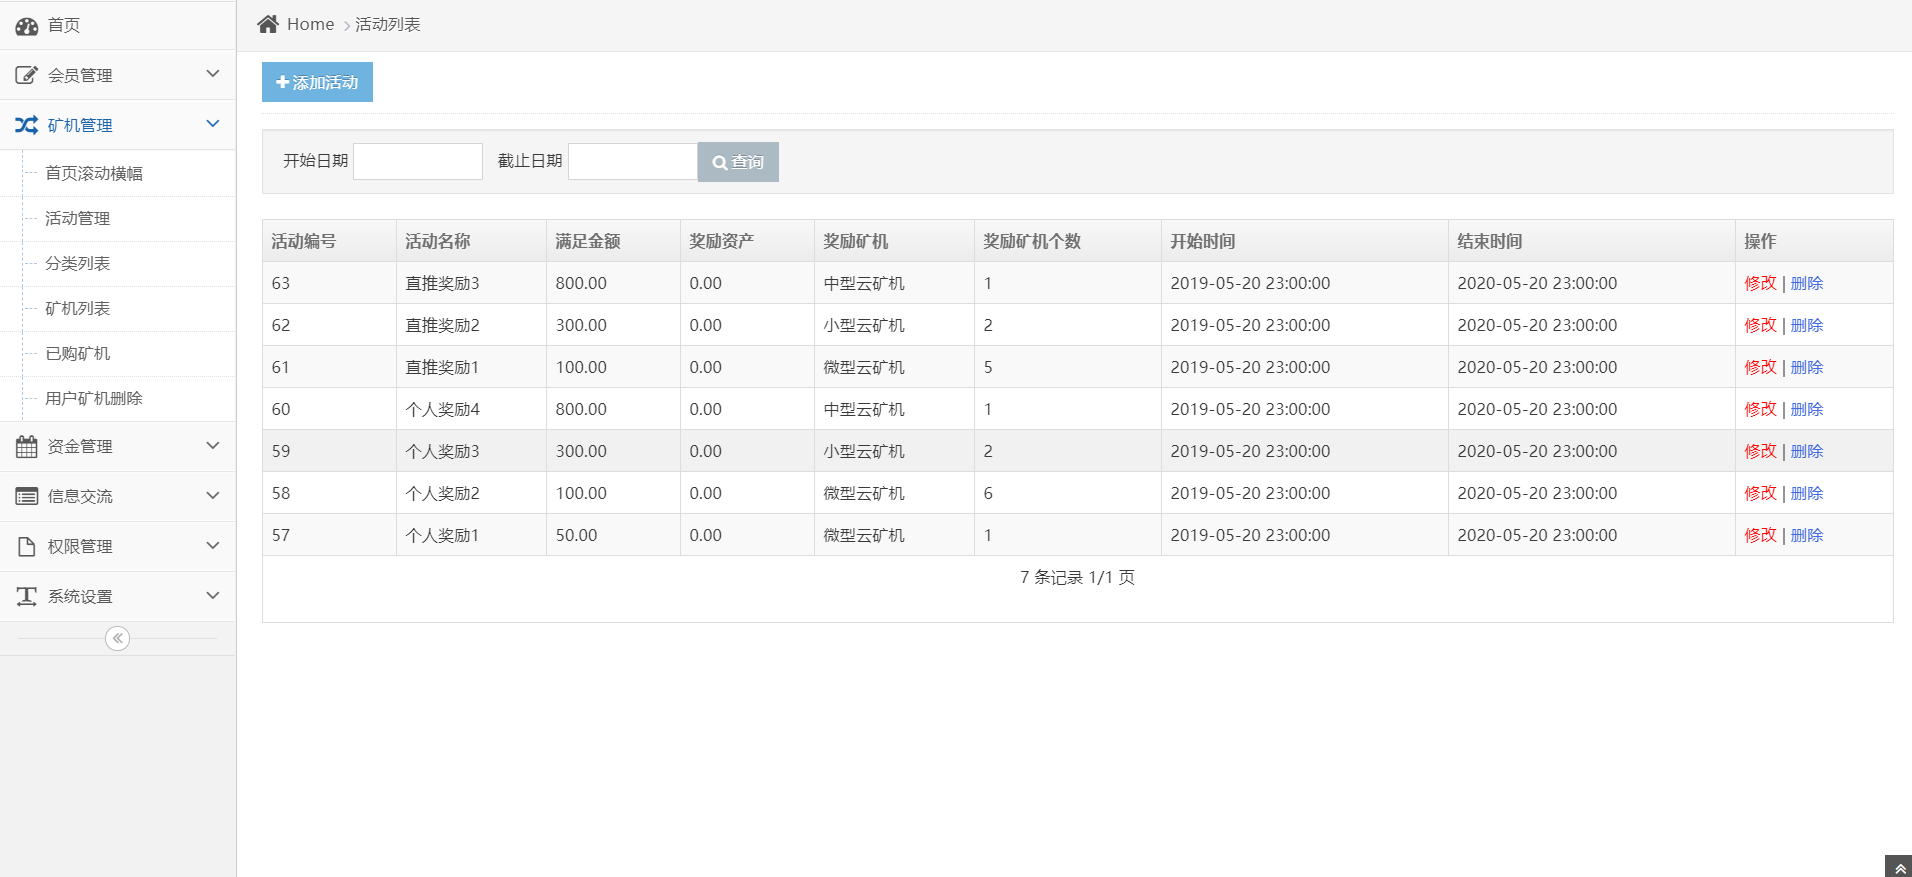 首页
会员管理
矿机管理
首页滚动横幅
活动管理
分类列表
矿机列表
已购矿机
用户矿机删除
资金管理
信息交流
权限管理
系统设置
Home 活动列表
添加活动
开始日期 截止日期 查询
活动编号 活动名称 满足金额 奖励资产 奖励矿机 奖励矿机个数 开始时间 结束时间 操作
63 直推奖励3 800.00 0.00 中型云矿机 1 2019-05-20 23:00:00 2020-05-20 23:00:00 修改 | 删除
62 直推奖励2 300.00 0.00 小型云矿机 2 2019-05-20 23:00:00 2020-05-20 23:00:00 修改 | 删除
61 直推奖励1 100.00 0.00 微型云矿机 5 2019-05-20 23:00:00 2020-05-20 23:00:00 修改 | 删除
60 个人奖励4 800.00 0.00 中型云矿机 1 2019-05-20 23:00:00 2020-05-20 23:00:00 修改 | 删除
59 个人奖励3 300.00 0.00 小型云矿机 2 2019-05-20 23:00:00 2020-05-20 23:00:00 修改 | 删除
58 个人奖励2 100.00 0.00 微型云矿机 6 2019-05-20 23:00:00 2020-05-20 23:00:00 修改 | 删除
57 个人奖励1 50.00 0.00 微型云矿机 1 2019-05-20 23:00:00 2020-05-20 23:00:00 修改 | 删除
7 条记录 1/1 页